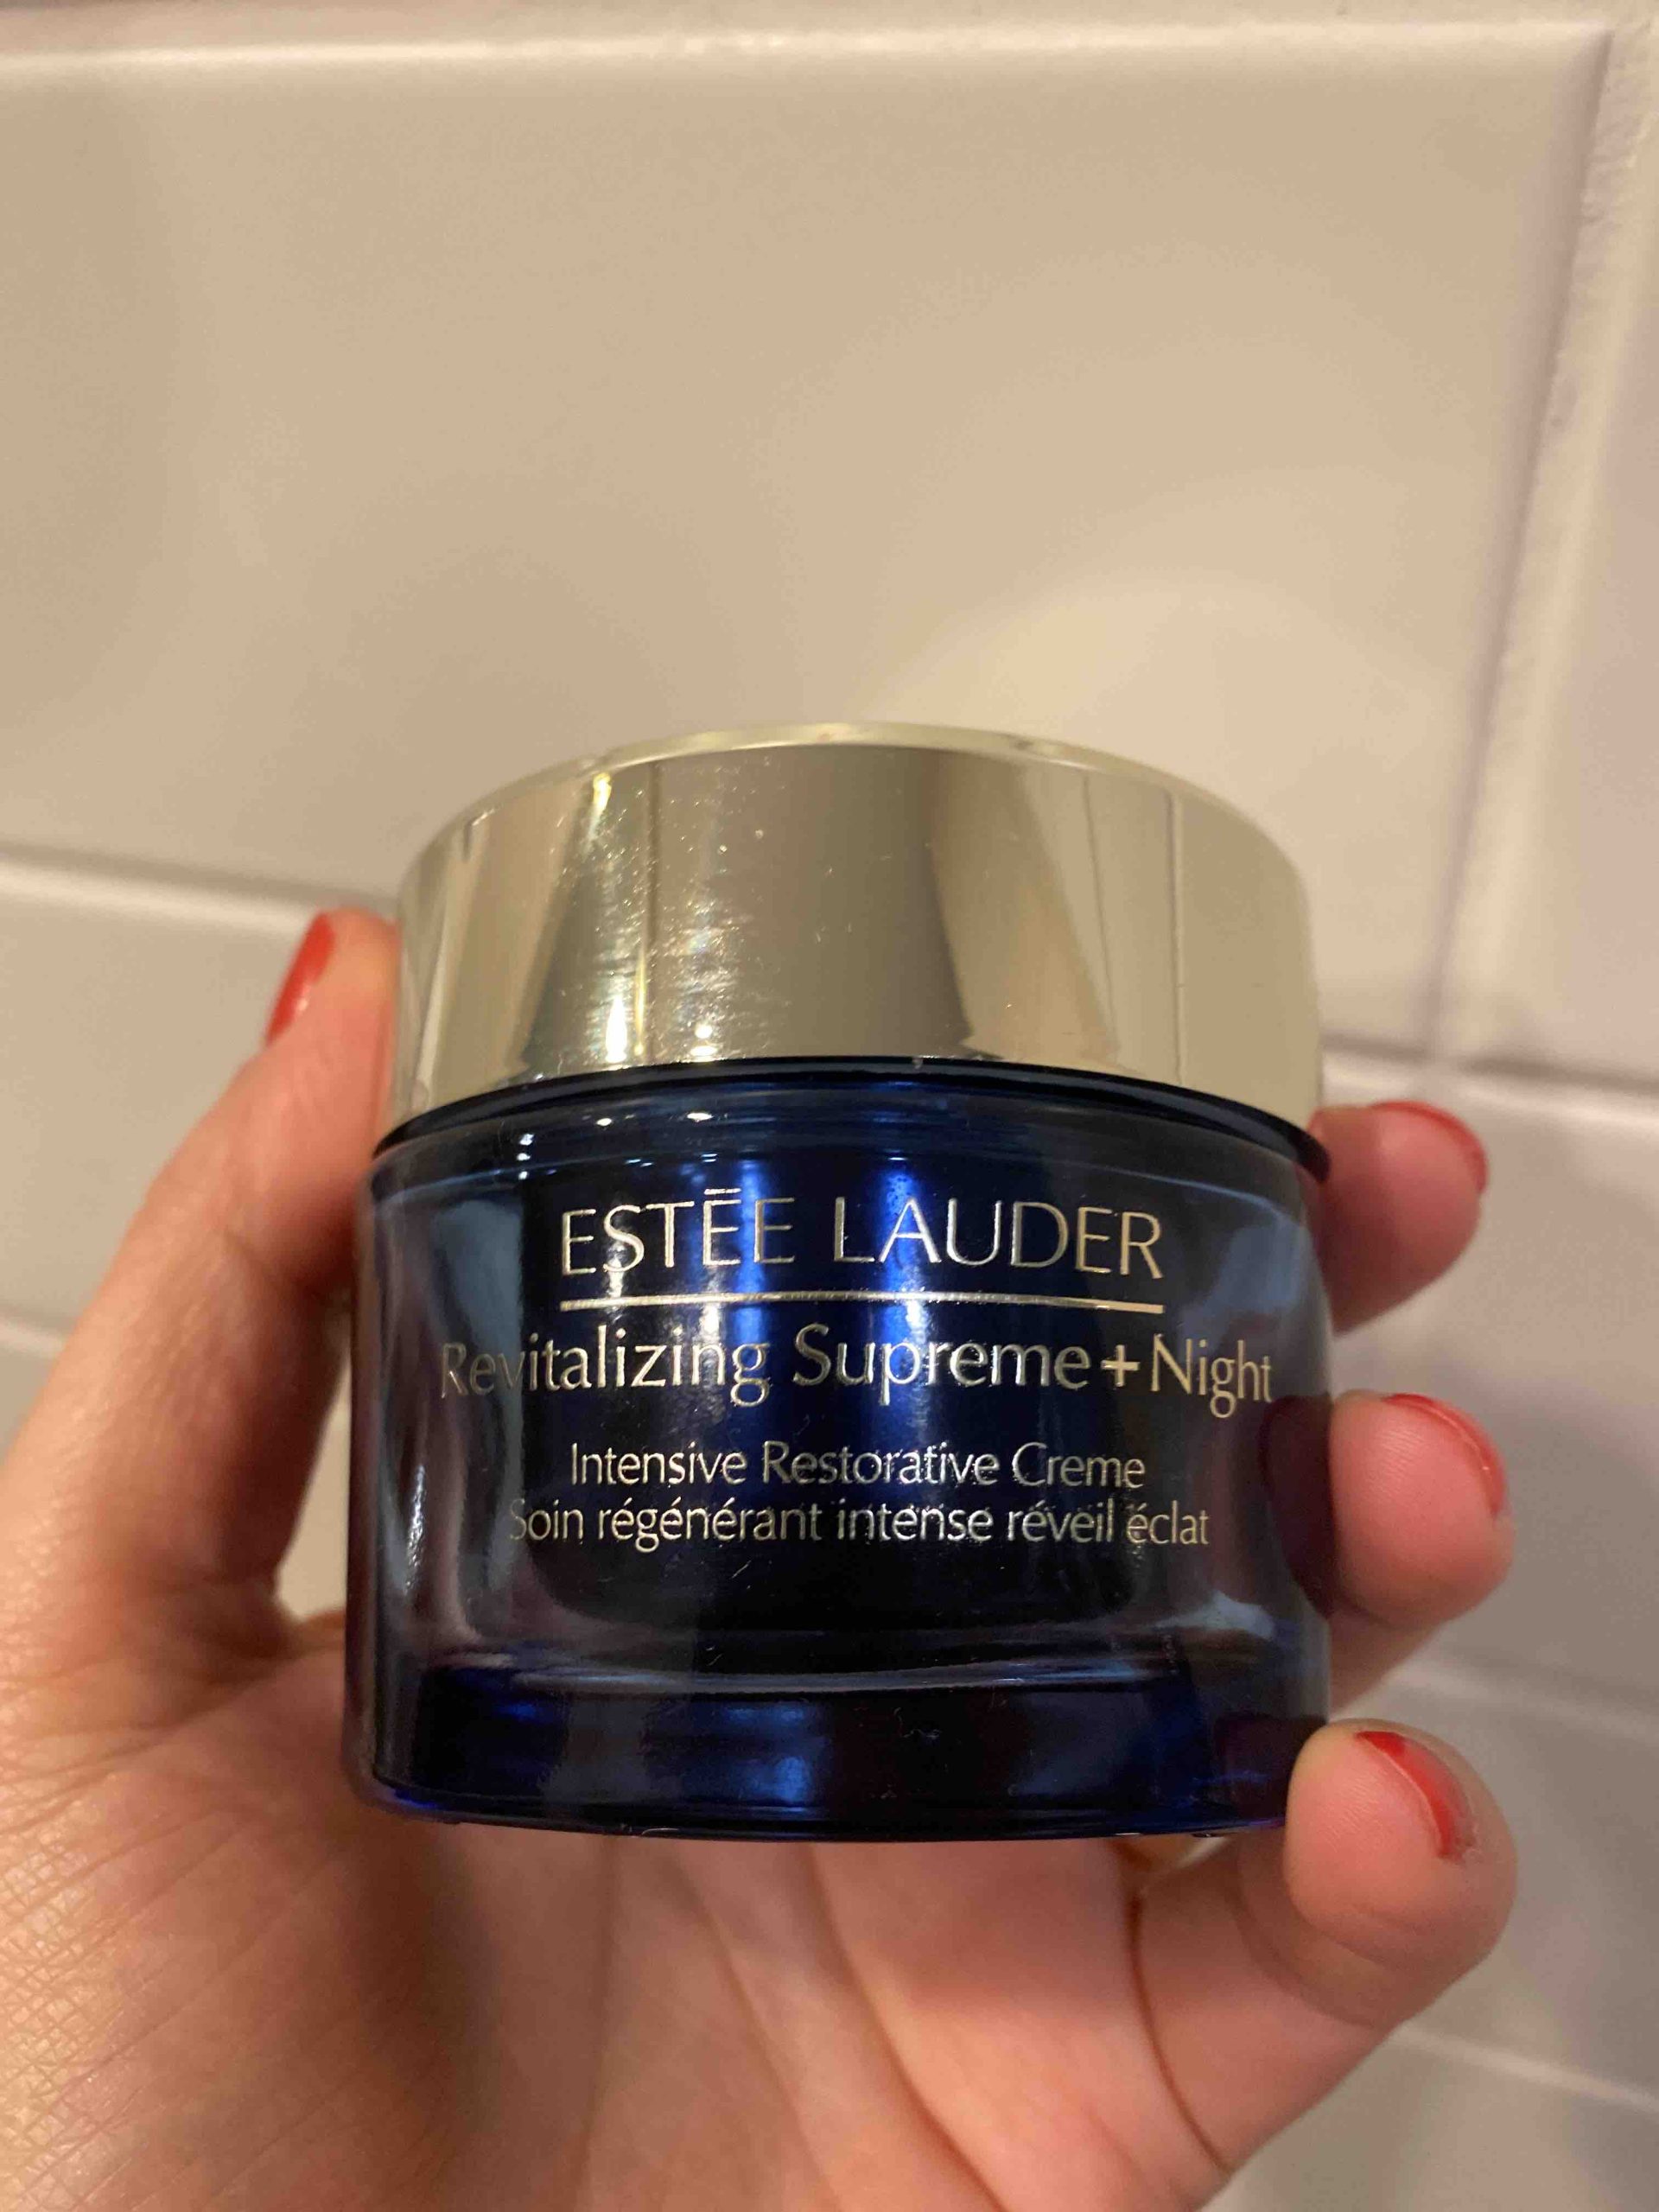 ESTĒE LAUDER
Revitalizing Supreme+Night
Intensive Restorative Creme
Soin régénérant intense réveil éclat